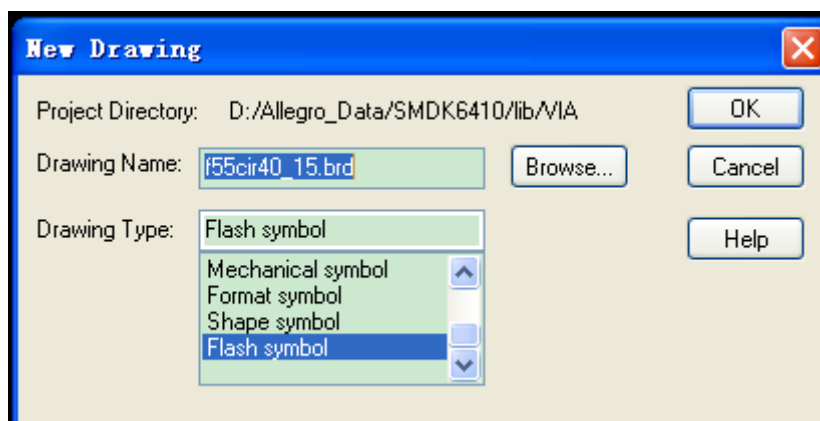 New Drawing
Project Directory: D:/Allegro_Data/SMDK6410/lib/VIA
OK
Drawing Name: f55cir40_15.brd
Browse...
Cancel
Drawing Type: Flash symbol
Help
Mechanical symbol
Format symbol
Shape symbol
Flash symbol